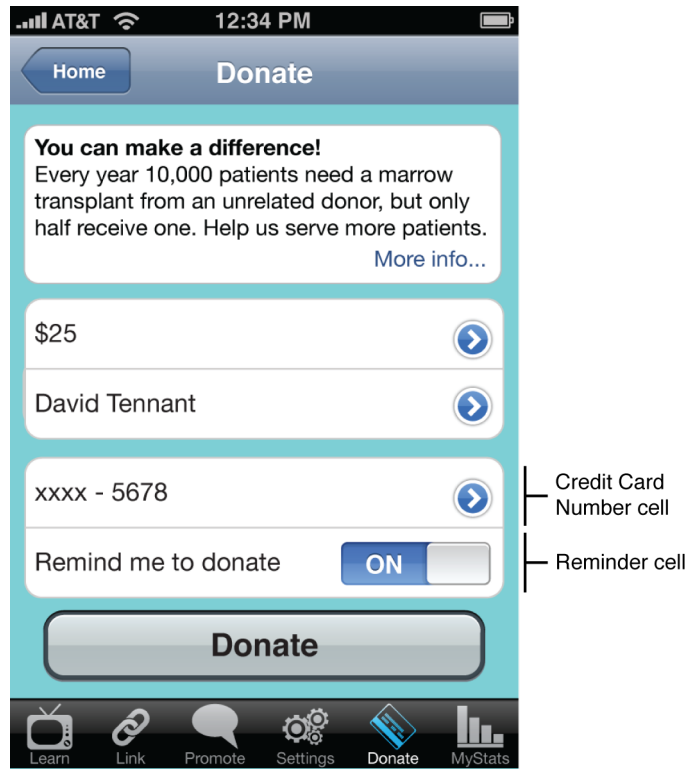 AT&T 12:34 PM
Home Donate
You can make a difference!
Every year 10,000 patients need a marrow
transplant from an unrelated donor, but only
half receive one. Help us serve more patients.
More info...
$25
David Tennant
xxxx - 5678
Credit Card
Number cell
Remind me to donate ON
Reminder cell
Donate
Learn Link Promote Settings Donate MyStats